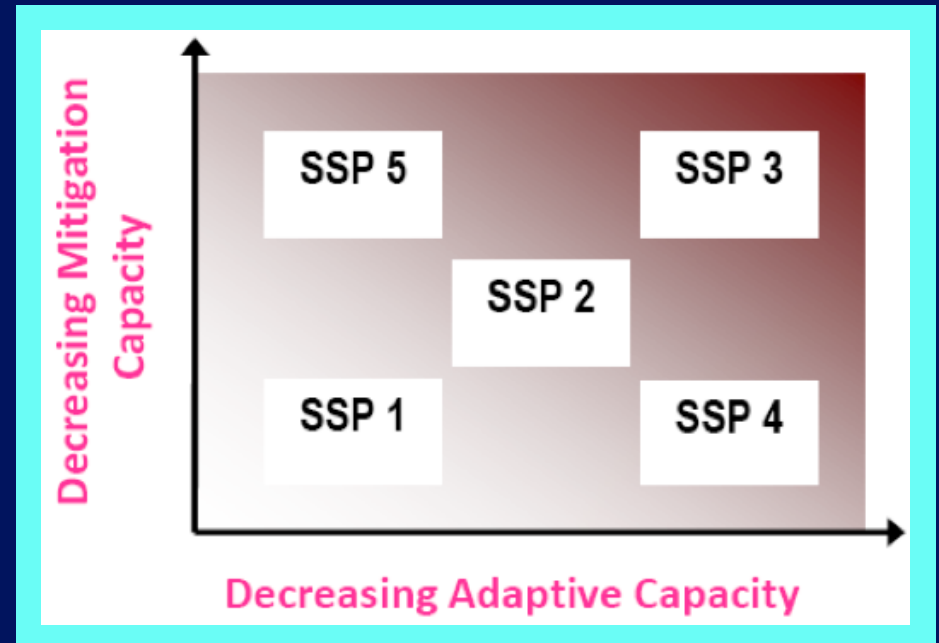 Decreasing Mitigation
Capacity
SSP 5
SSP 3
SSP 2
SSP 1
SSP 4
Decreasing Adaptive Capacity